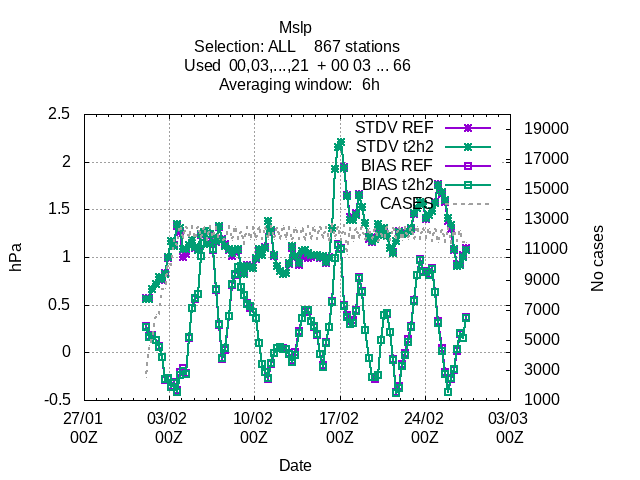 Mslp
Selection: ALL    867 stations
Used  00,03,...,21  + 00 03 ... 66
Averaging window:  6h
STDV REF
STDV t2h2
BIAS REF
BIAS t2h2
CASES
hPa
2.5
2
1.5
1
0.5
0
-0.5
No cases
19000
17000
15000
13000
11000
9000
7000
5000
3000
1000
27/01 03/02 10/02 17/02 24/02 03/03
00Z 00Z 00Z 00Z 00Z 00Z
Date